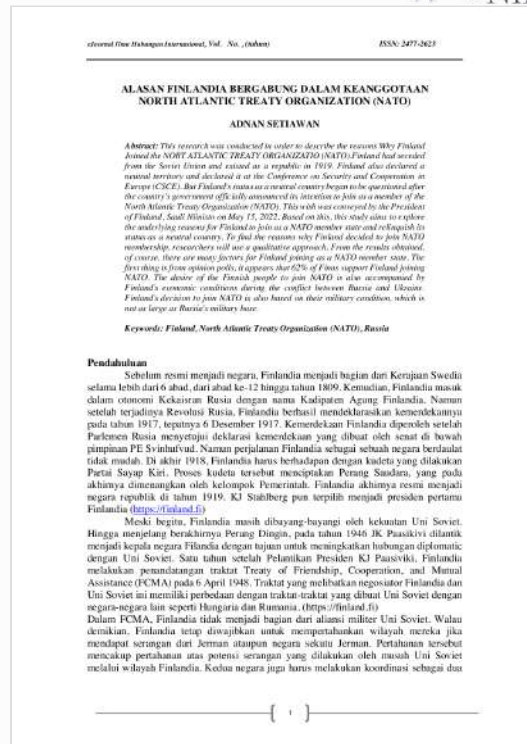 eJournal Ilmu Hubungan Internasional, Vol. No. , (tahun) ISSN: 2477-2623
ALASAN FINLANDIA BERGABUNG DALAM KEANGGOTAAN
NORTH ATLANTIC TREATY ORGANIZATION (NATO)
ADNAN SETIAWAN
Abstract: This research was conducted in order to describe the reasons Why Finland
Joined the NORT ATLANTIC TREATY ORGANIZATIO (NATO) Finland had seceded
from the Soviet Union and existed as a republic in 1919. Finland also declared a
neutral territory and declared it at the Conference on Security and Cooperation in
Europe (CSCE). But Finland's status as a neutral country began to be questioned after
the country's government officially announced its intention to join as a member of the
North Atlantic Treaty Organization (NATO). This wish was conveyed by the President
of Finland, Sauli Niinisto on May 15, 2022. Based on this, this study aims to explore
the underlying reasons for Finland to join as a NATO member state and relinquish its
status as a neutral country. To find the reasons why Finland decided to join NATO
membership, researchers will use a qualitative approach. From the results obtained,
of course, there are many factors for Finland joining as a NATO member state. The
first thing is from opinion polls, it appears that 62% of Finns support Finland joining
NATO. The desire of the Finnish people to join NATO is also accompanied by
Finland's economic conditions during the conflict between Russia and Ukraine.
Finland's decision to join NATO is also based on their military condition, which is
not as large as Russia's military base.
Keywords: Finland, North Atlantic Treaty Organization (NATO), Russia
Pendahuluan
Sebelum resmi menjadi negara, Finlandia menjadi bagian dari Kerajaan Swedia
selama lebih dari 6 abad, dari abad ke-12 hingga tahun 1809. Kemudian, Finlandia masuk
dalam otonomi Kekaisran Rusia dengan nama Kadipaten Agung Finlandia. Namun
setelah terjadinya Revolusi Rusia, Finlandia berhasil mendeklarasikan kemerdekannya
pada tahun 1917, tepatnya 6 Desember 1917. Kemerdekaan Finlandia diperoleh setelah
Parlemen Rusia menyetujui deklarasi kemerdekaan yang dibuat oleh senat di bawah
pimpinan PE Svinhufvud. Namun perjalanan Finlandia sebagai sebuah negara berdaulat
tidak mudah. Di akhir 1918, Finlandia harus berhadapan dengan kudeta yang dilakukan
Partai Sayap Kiri. Proses kudeta tersebut menciptakan Perang Saudara, yang pada
akhirnya dimenangkan oleh kelompok Pemerintah. Finlandia akhirnya resmi menjadi
negara republik di tahun 1919. KJ Stahlberg pun terpilih menjadi presiden pertama
Finlandia (https://finland.fi)
Meski begitu, Finlandia masih dibayang-bayangi oleh kekuatan Uni Soviet.
Hingga menjelang berakhirnya Perang Dingin, pada tahun 1946 JK Paasikivi dilantik
menjadi kepala negara Filandia dengan tujuan untuk meningkatkan hubungan diplomatic
dengan Uni Soviet. Satu tahun setelah Pelantikan Presiden KJ Paasiviki, Finlandia
melakukan penandatangan traktat Treaty of Friendship, Cooperation, and Mutual
Assistance (FCMA) pada 6 April 1948. Traktat yang melibatkan negosiator Finlandia dan
Uni Soviet ini memiliki perbedaan dengan traktat-traktat yang dibuat Uni Soviet dengan
negara-negara lain seperti Hungaria dan Rumania. (https://finland.fi)
Dalam FCMA, Finlandia tidak menjadi bagian dari aliansi militer Uni Soviet. Walau
demikian, Finlandia tetap diwajibkan untuk mempertahankan wilayah mereka jika
mendapat serangan dari Jerman ataupun negara sekutu Jerman. Pertahanan tersebut
mencakup pertahanan atas potensi serangan yang dilakukan oleh musuh Uni Soviet
melalui wilayah Finlandia. Kedua negara juga harus melakukan koordinasi sebagai dua
1